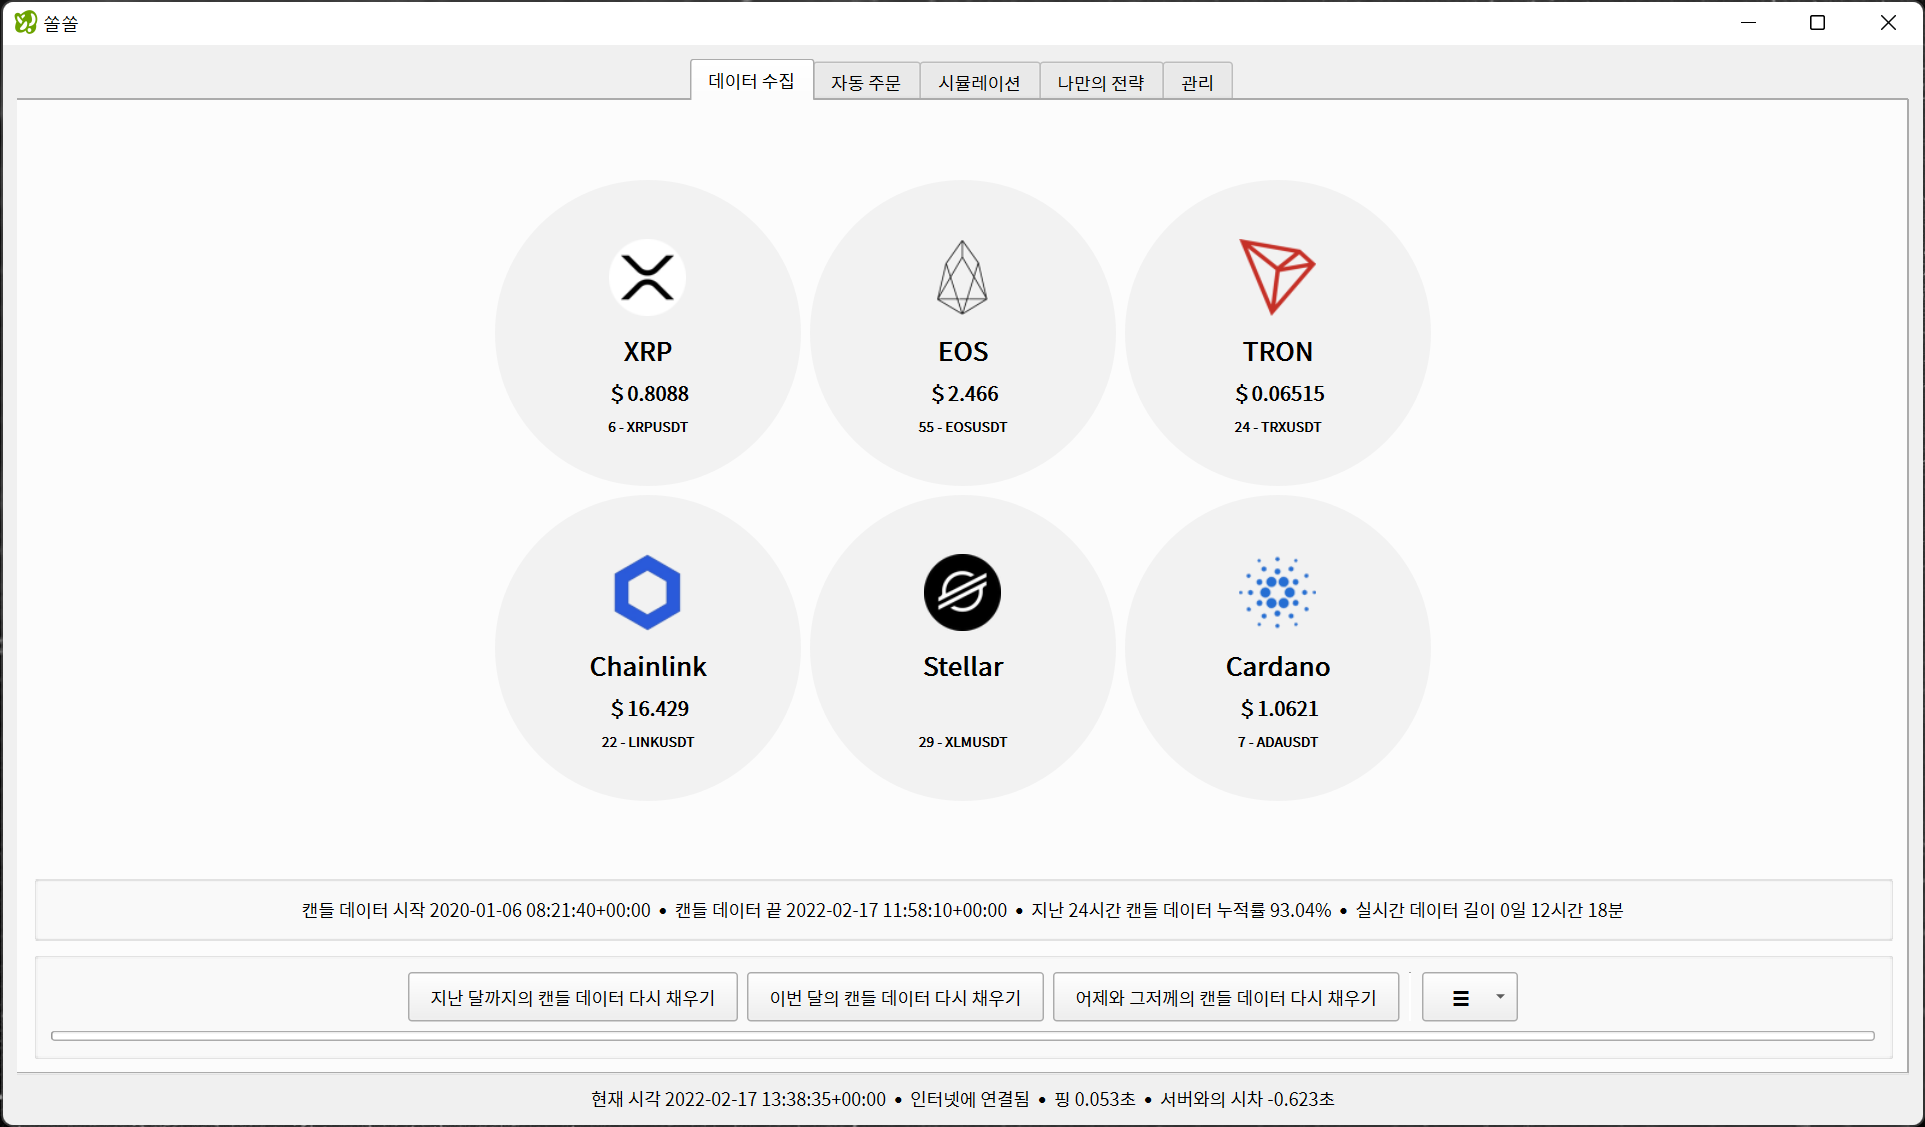 쏠쏠
데이터 수집 자동 주문 시뮬레이션 나만의 전략 관리
XRP EOS TRON
$ 0.8088 $ 2.466 $ 0.06515
6 - XRPUSDT 55 - EOSUSDT 24 - TRXUSDT
Chainlink Stellar Cardano
$ 16.429 $ 1.0621
22 - LINKUSDT 29 - XLMUSDT 7 - ADAUSDT
캔들 데이터 시작 2020-01-06 08:21:40+00:00 • 캔들 데이터 끝 2022-02-17 11:58:10+00:00 • 지난 24시간 캔들 데이터 누적률 93.04% • 실시간 데이터 길이 0일 12시간 18분
지난 달까지의 캔들 데이터 다시 채우기 이번 달의 캔들 데이터 다시 채우기 어제와 그저께의 캔들 데이터 다시 채우기
현재 시각 2022-02-17 13:38:35+00:00 • 인터넷에 연결됨 • 핑 0.053초 • 서버와의 시차 -0.623초